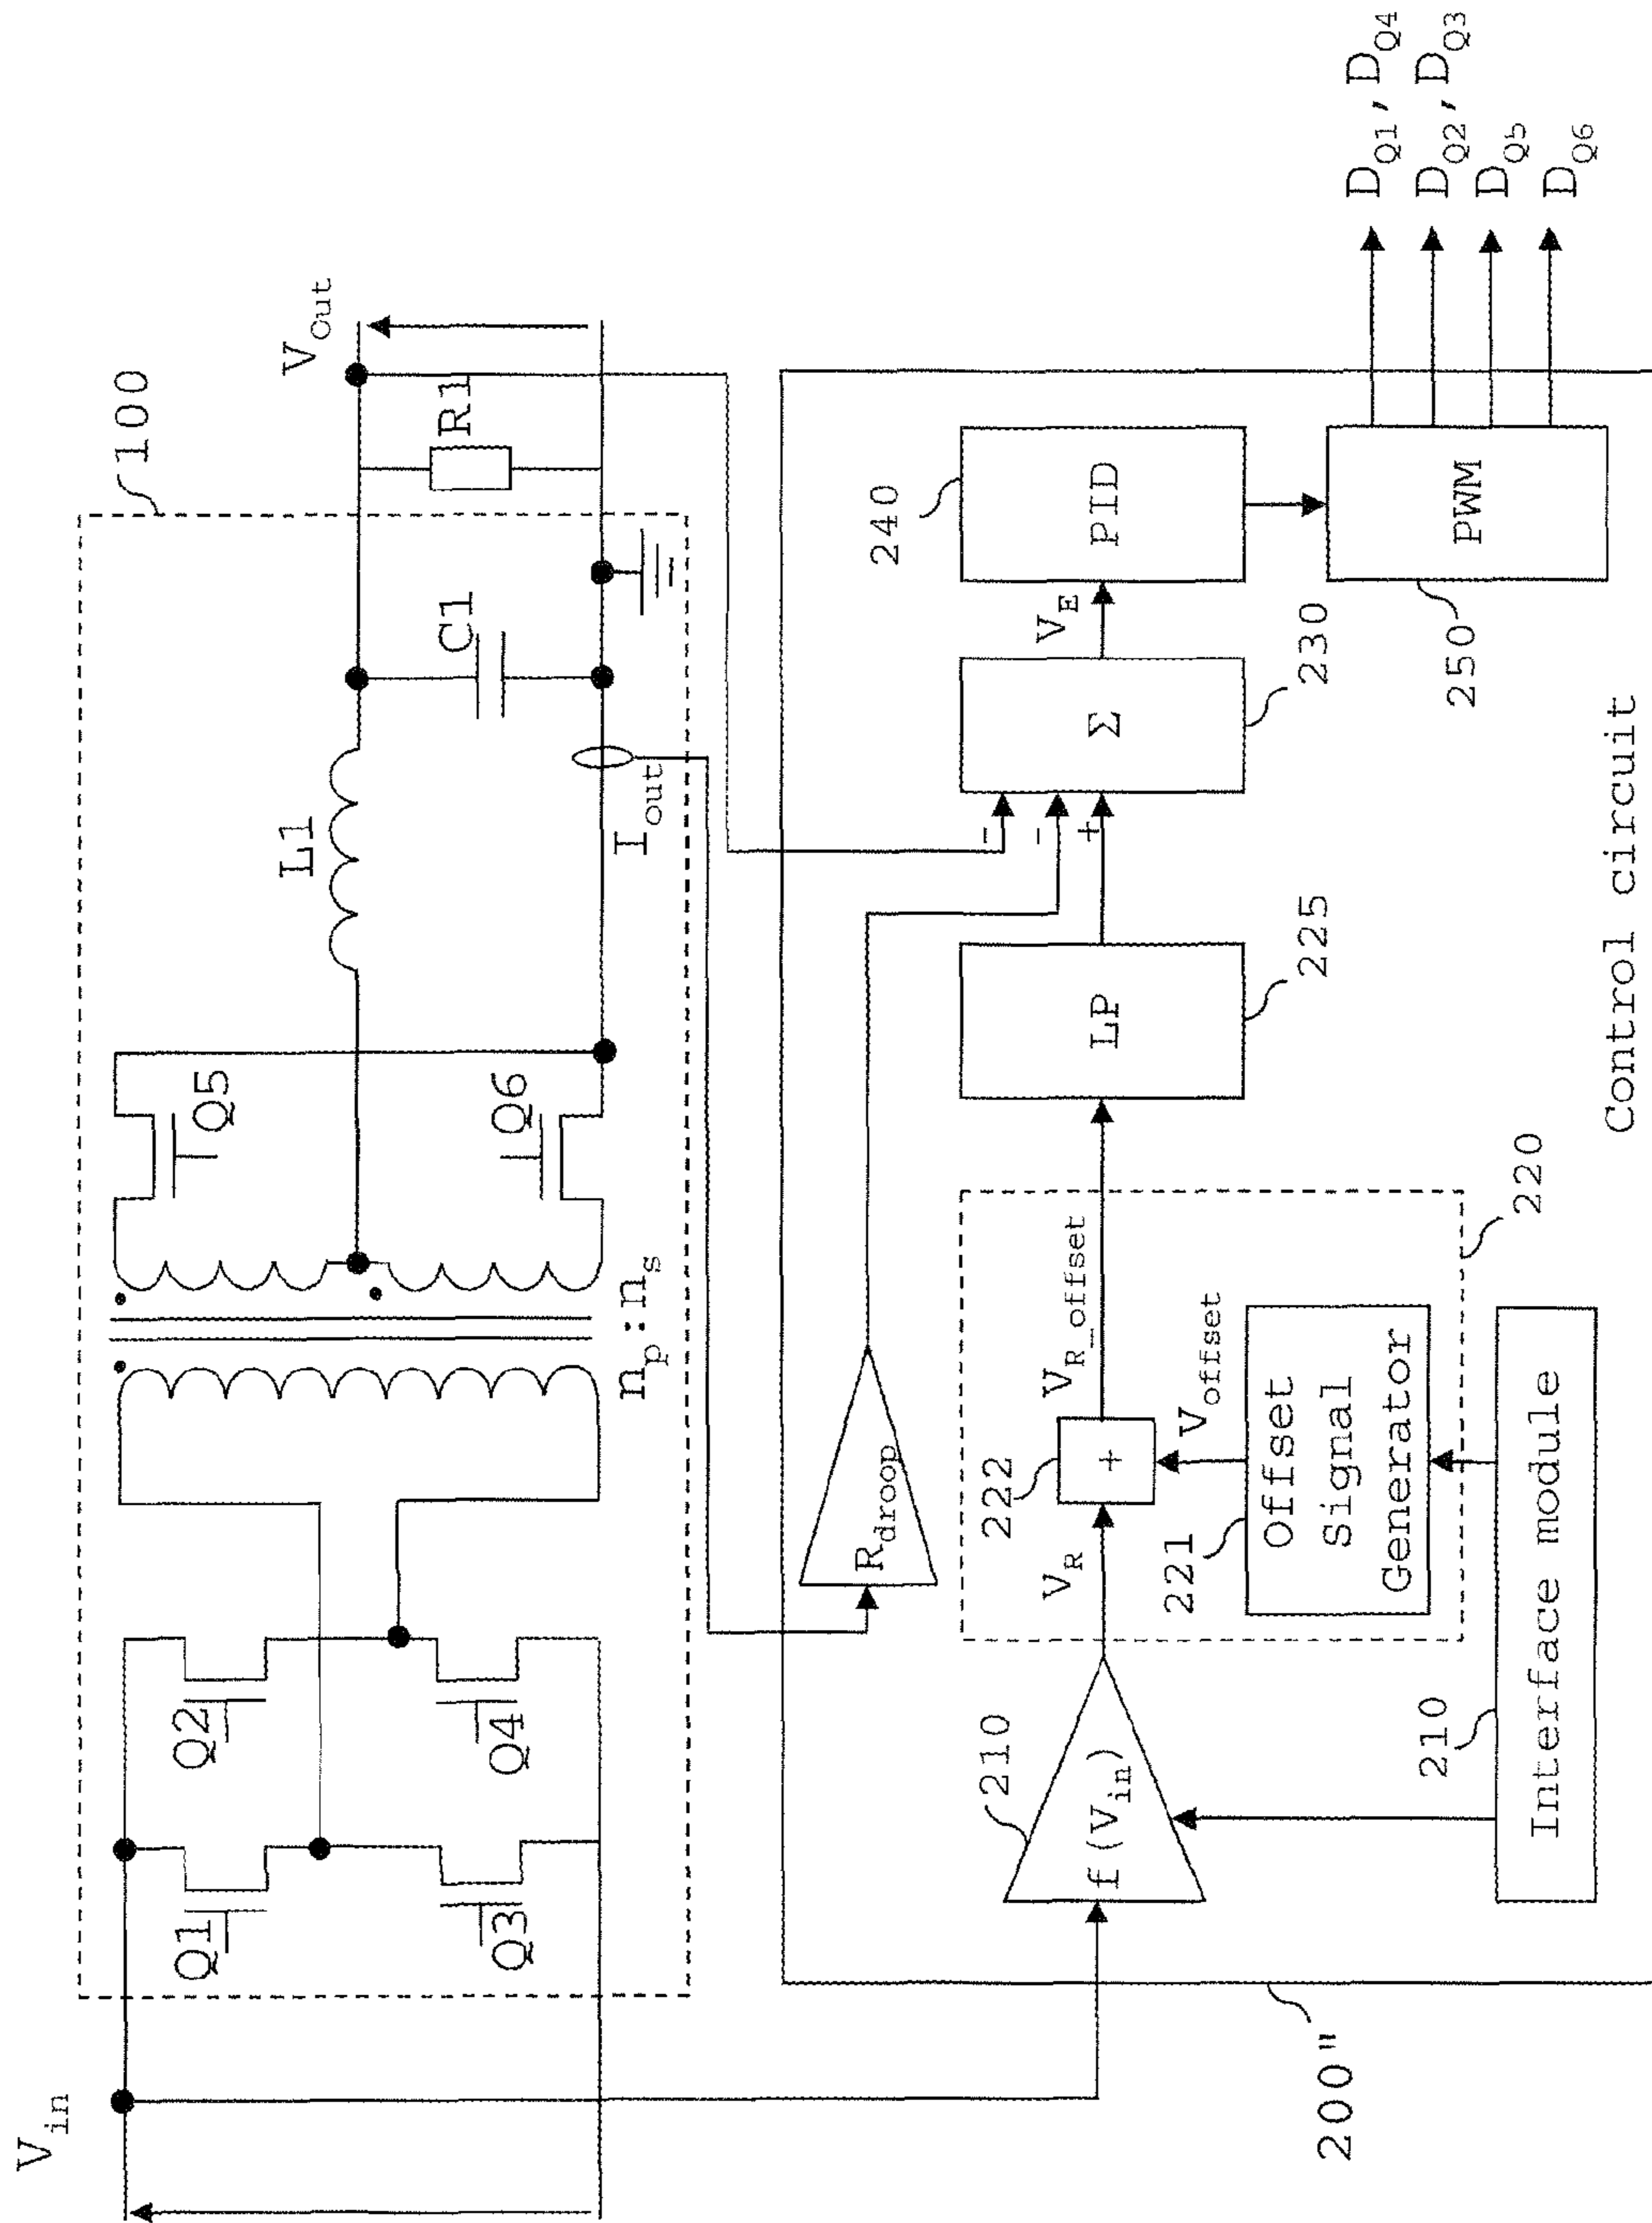 V_in
Q1
Q2
Q3
Q4
n_p:n_s
Q5
Q6
L1
I_out
C1
R1
V_Out
100
R_droop
f(V_in)
210
V_R
222
+
V_R_offset
V_offset
221
Offset
Signal
Generator
220
210
Interface module
LP
225
-
-
+
Σ
230
V_E
PID
240
PWM
250
D_Q1, D_Q4
D_Q2, D_Q3
D_Q5
D_Q6
Control circuit
200"